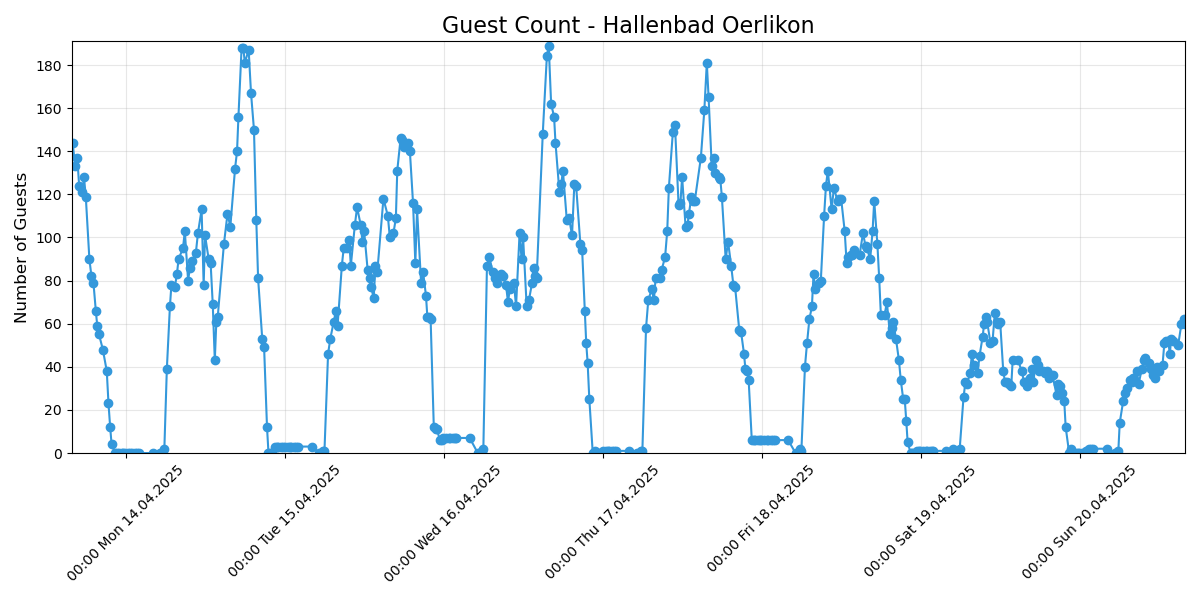 Guest Count - Hallenbad Oerlikon
Number of Guests
180
160
140
120
100
80
60
40
20
0
00:00 Mon 14.04.2025
00:00 Tue 15.04.2025
00:00 Wed 16.04.2025
00:00 Thu 17.04.2025
00:00 Fri 18.04.2025
00:00 Sat 19.04.2025
00:00 Sun 20.04.2025